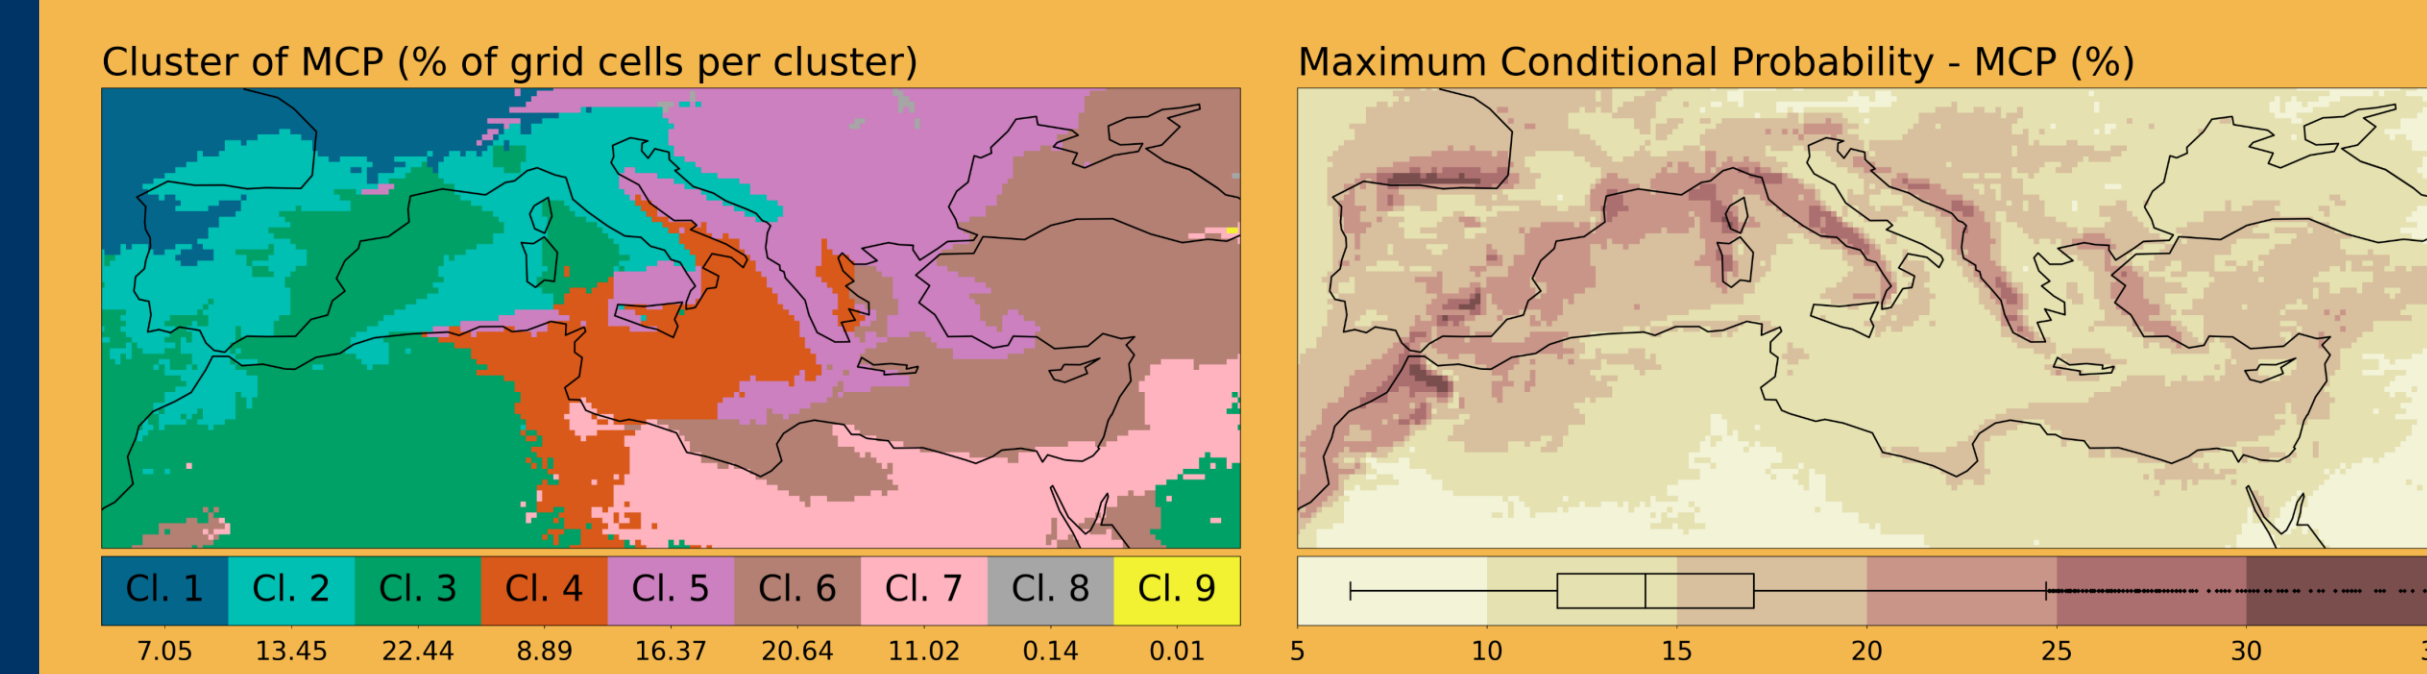 Cluster of MCP (% of grid cells per cluster)
Cl. 1 Cl. 2 Cl. 3 Cl. 4 Cl. 5 Cl. 6 Cl. 7 Cl. 8 Cl. 9
7.05 13.45 22.44 8.89 16.37 20.64 11.02 0.14 0.01
Maximum Conditional Probability - MCP (%)
5 10 15 20 25 30